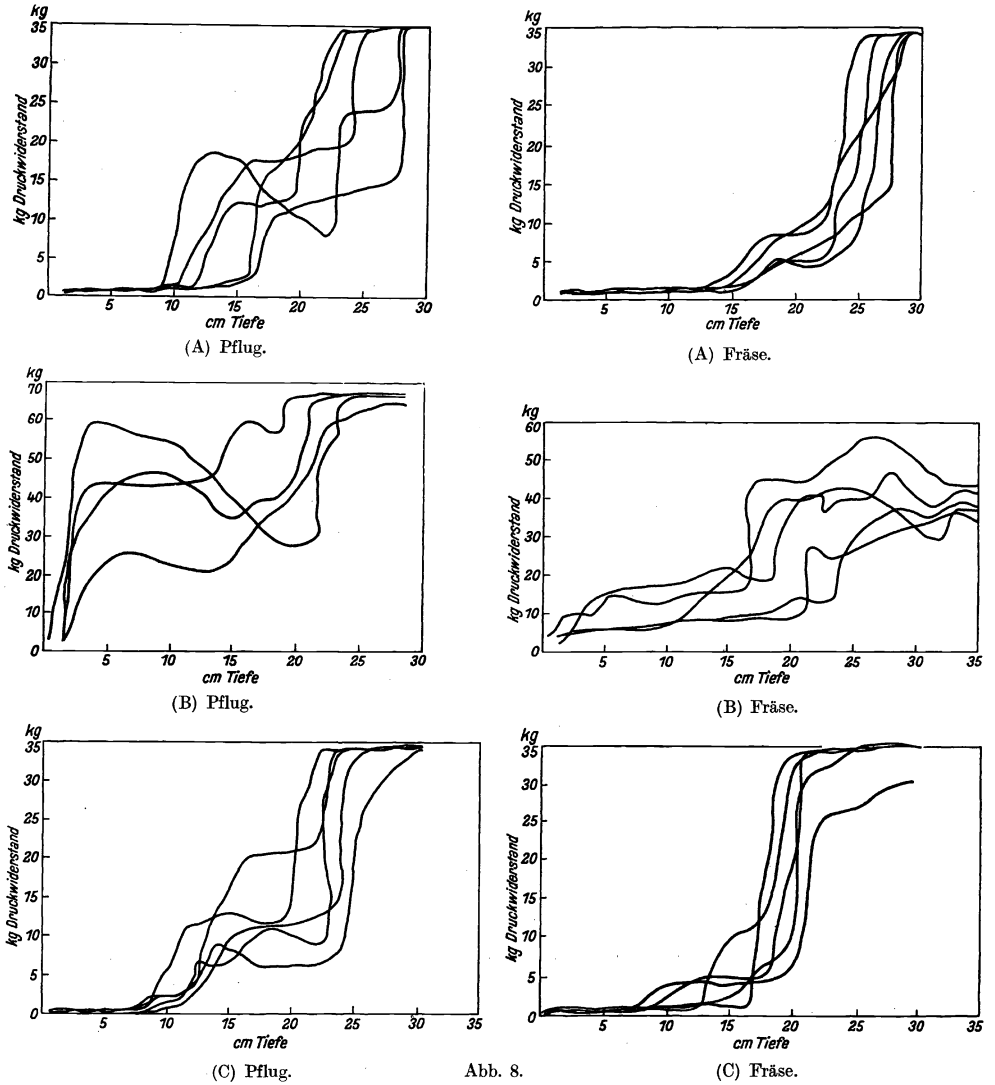 kg
35
30
25
20
15
10
5
0
kg Druckwiderstand
5 10 15 20 25 30
cm Tiefe
(A) Pflug.
kg
35
30
25
20
15
10
5
0
kg Druckwiderstand
5 10 15 20 25 30
cm Tiefe
(A) Fräse.
kg
70
60
50
40
30
20
10
0
kg Druckwiderstand
5 10 15 20 25 30
cm Tiefe
(B) Pflug.
kg
60
50
40
30
20
10
0
kg Druckwiderstand
5 10 15 20 25 30 35
cm Tiefe
(B) Fräse.
kg
35
30
25
20
15
10
5
0
kg Druckwiderstand
5 10 15 20 25 30 35
cm Tiefe
(C) Pflug.
kg
35
30
25
20
15
10
5
0
kg Druckwiderstand
5 10 15 20 25 30 35
cm Tiefe
(C) Fräse.
Abb. 8.